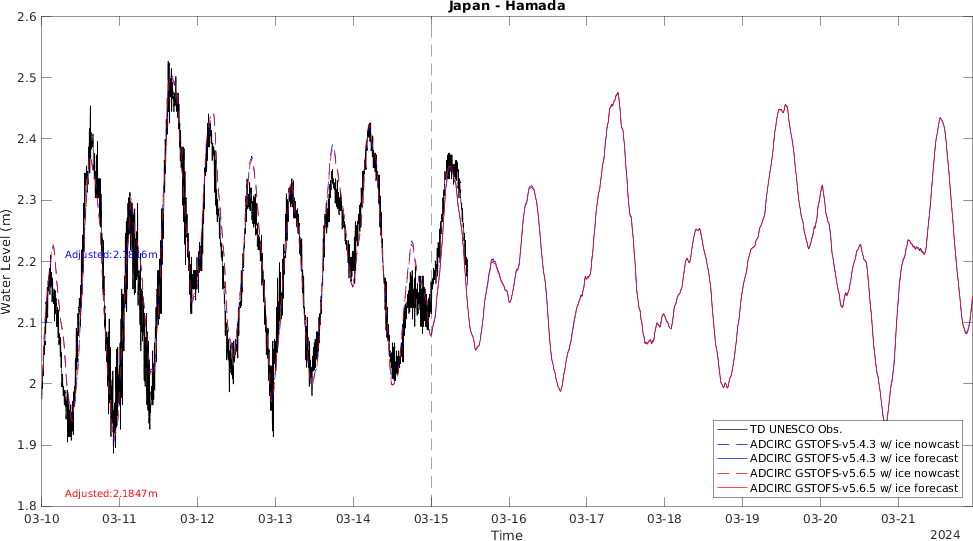 Japan - Hamada
2.6
2.5
2.4
2.3
2.2
2.1
2
1.9
1.8
Water Level (m)
Adjusted:2.1846m
Adjusted:2.1847m
TD UNESCO Obs.
ADCIRC GSTOFS-v5.4.3 w/ ice nowcast
ADCIRC GSTOFS-v5.4.3 w/ ice forecast
ADCIRC GSTOFS-v5.6.5 w/ ice nowcast
ADCIRC GSTOFS-v5.6.5 w/ ice forecast
03-10 03-11 03-12 03-13 03-14 03-15 03-16 03-17 03-18 03-19 03-20 03-21
Time
2024